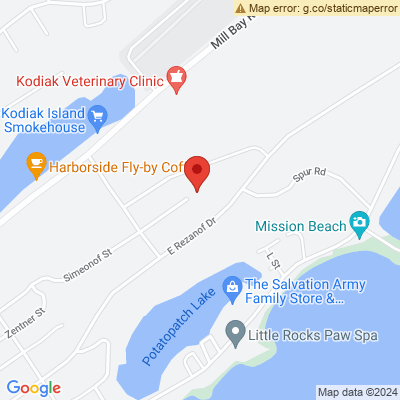 Map error: g.co/staticmaperror
Mill Bay R
Kodiak Veterinary Clinic
Kodiak Island
Smokehouse
Harborside Fly-by Coff
Spur Rd
E Rezanof Dr
Mission Beach
Simeonof St
L St
Zentner St
Potatopatch Lake
The Salvation Army
Family Store &...
Little Rocks Paw Spa
Google
Map data ©2024